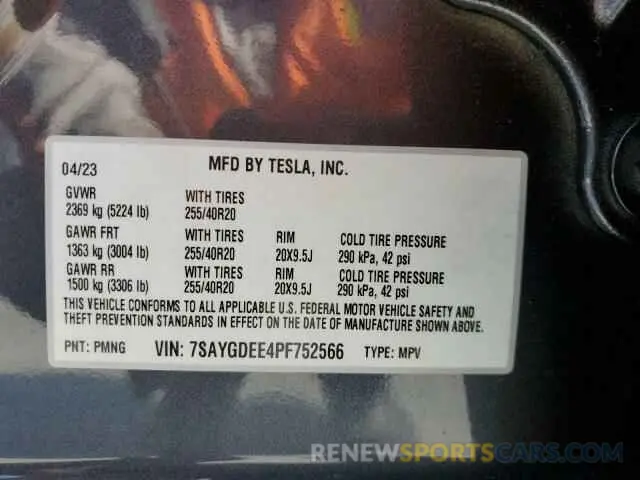 04/23 MFD BY TESLA, INC.
GVWR WITH TIRES
2369 kg (5224 lb) 255/40R20
GAWR FRT WITH TIRES RIM COLD TIRE PRESSURE
1363 kg (3004 lb) 255/40R20 20X9.5J 290 kPa, 42 psi
GAWR RR WITH TIRES RIM COLD TIRE PRESSURE
1500 kg (3306 lb) 255/40R20 20X9.5J 290 kPa, 42 psi
THIS VEHICLE CONFORMS TO ALL APPLICABLE U.S. FEDERAL MOTOR VEHICLE SAFETY AND
THEFT PREVENTION STANDARDS IN EFFECT ON THE DATE OF MANUFACTURE SHOWN ABOVE.
PNT: PMNG VIN: 7SAYGDEE4PF752566 TYPE: MPV
RENEWSPORTSCARS.COM